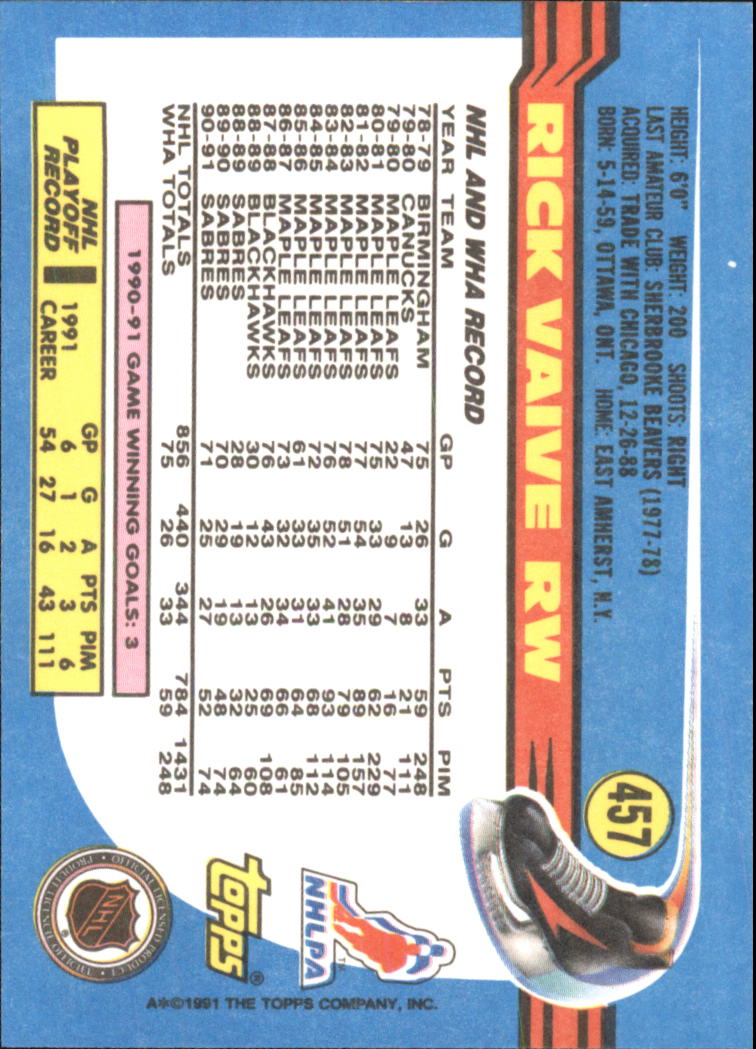 457
HEIGHT: 6'0" WEIGHT: 200 SHOOTS: RIGHT
LAST AMATEUR CLUB: SHERBROOKE BEAVERS (1977-78)
ACQUIRED: TRADE WITH CHICAGO, 12-26-88
BORN: 5-14-59, OTTAWA, ONT. HOME: EAST AMHERST, N.Y.
RICK VAIVE RW
NHL AND WHA RECORD
YEAR TEAM GP G A PTS PIM
78-79 BIRMINGHAM 75 26 33 59 248
79-80 CANUCKS 47 13 8 21 111
79-80 MAPLE LEAFS 22 9 7 16 77
80-81 MAPLE LEAFS 75 33 29 62 229
81-82 MAPLE LEAFS 77 54 35 89 157
82-83 MAPLE LEAFS 78 51 28 79 105
83-84 MAPLE LEAFS 76 52 41 93 114
84-85 MAPLE LEAFS 72 35 33 68 112
85-86 MAPLE LEAFS 61 33 31 64 85
86-87 MAPLE LEAFS 73 32 34 66 61
87-88 BLACKHAWKS 76 43 26 69 108
88-89 BLACKHAWKS 30 12 13 25 60
88-89 SABRES 28 19 13 32 64
89-90 SABRES 70 29 19 48 74
90-91 SABRES 71 25 27 52 74
NHL TOTALS 856 440 344 784 1431
WHA TOTALS 75 26 33 59 248
1990-91 GAME WINNING GOALS: 3
NHL PLAYOFF RECORD
GP G A PTS PIM
1991 6 1 2 3 6
CAREER 54 27 16 43 111
NHLPA ™
TOPPS ®
OFFICIAL LICENSED PRODUCT • PRODUIT LICENCIÉ OFFICIEL •
NHL ®
A*©1991 THE TOPPS COMPANY, INC.